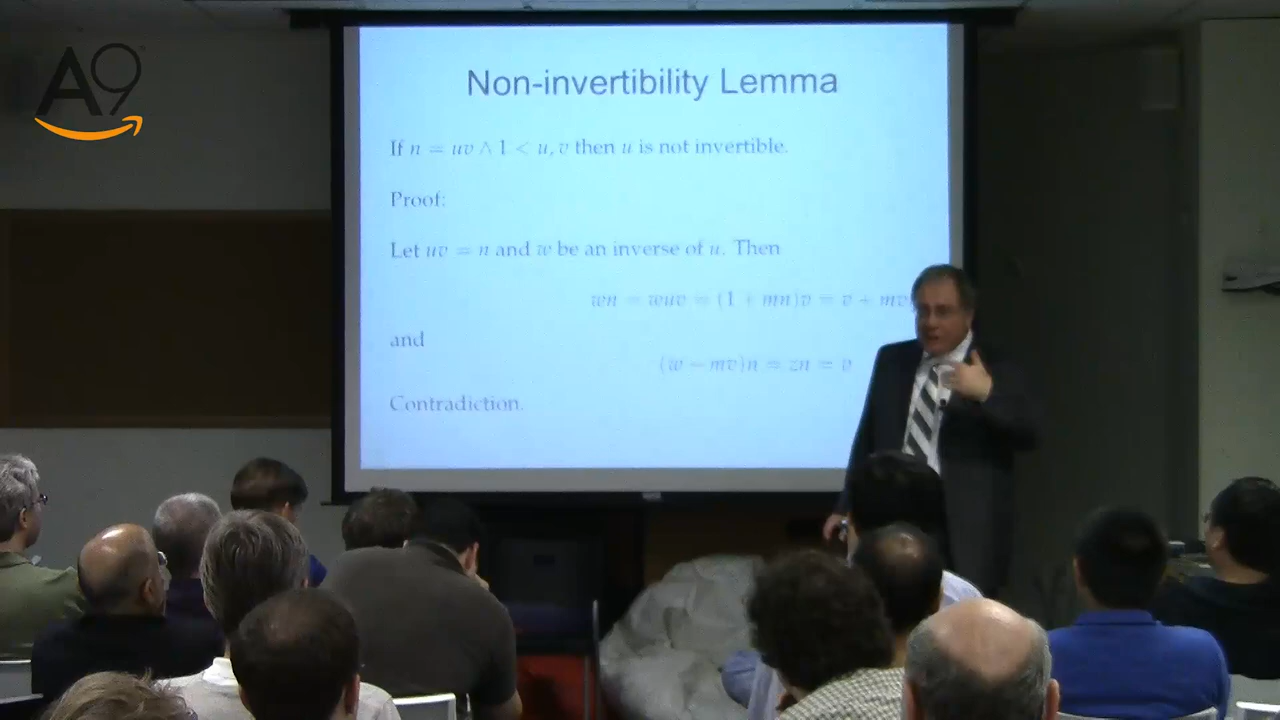 A9
Non-invertibility Lemma
If n = uv ∧ 1 < u, v then u is not invertible.
Proof:
Let uv = n and w be an inverse of u. Then
wn = wuv = (1 + mn)v = v + mv
and
(w − mv)n = zn = v
Contradiction.